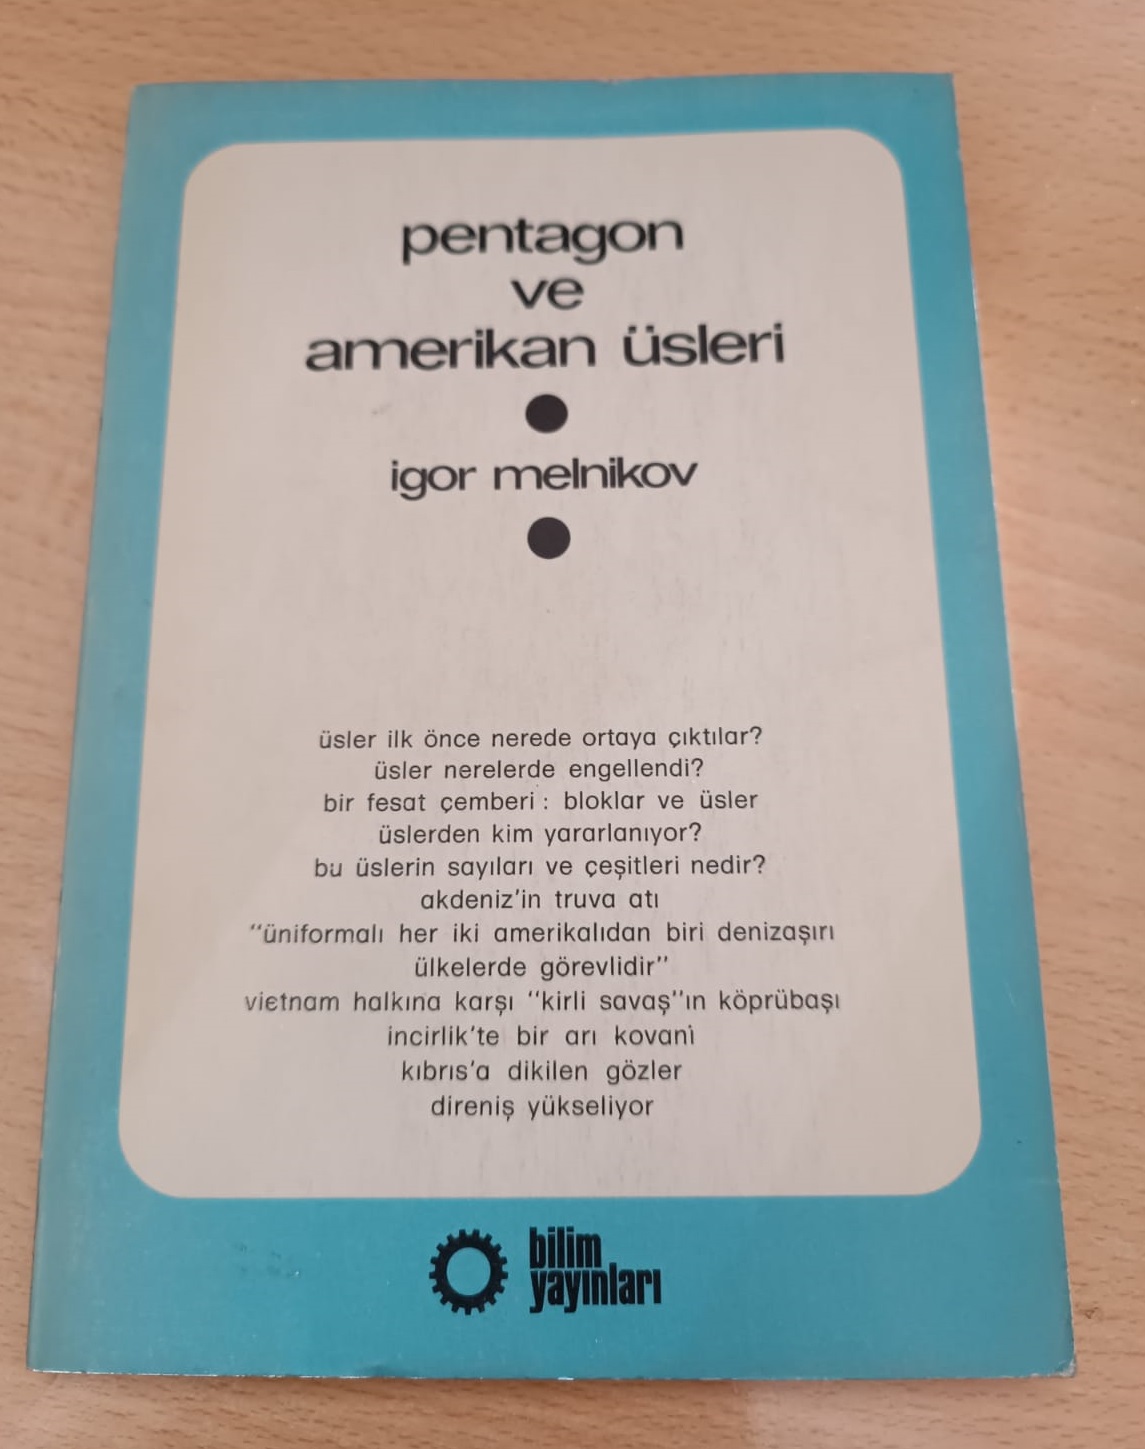 pentagon
ve
amerikan üsleri
igor melnikov
üsler ilk önce nerede ortaya çıktılar?
üsler nerelerde engellendi?
bir fesat çemberi : bloklar ve üsler
üslerden kim yararlanıyor?
bu üslerin sayıları ve çeşitleri nedir?
akdeniz'in truva atı
"üniformalı her iki amerikalıdan biri denizaşırı
ülkelerde görevlidir"
vietnam halkına karşı "kirli savaş"ın köprübaşı
incirlik'te bir arı kovanı
kıbrıs'a dikilen gözler
direniş yükseliyor
bilim
yayınları